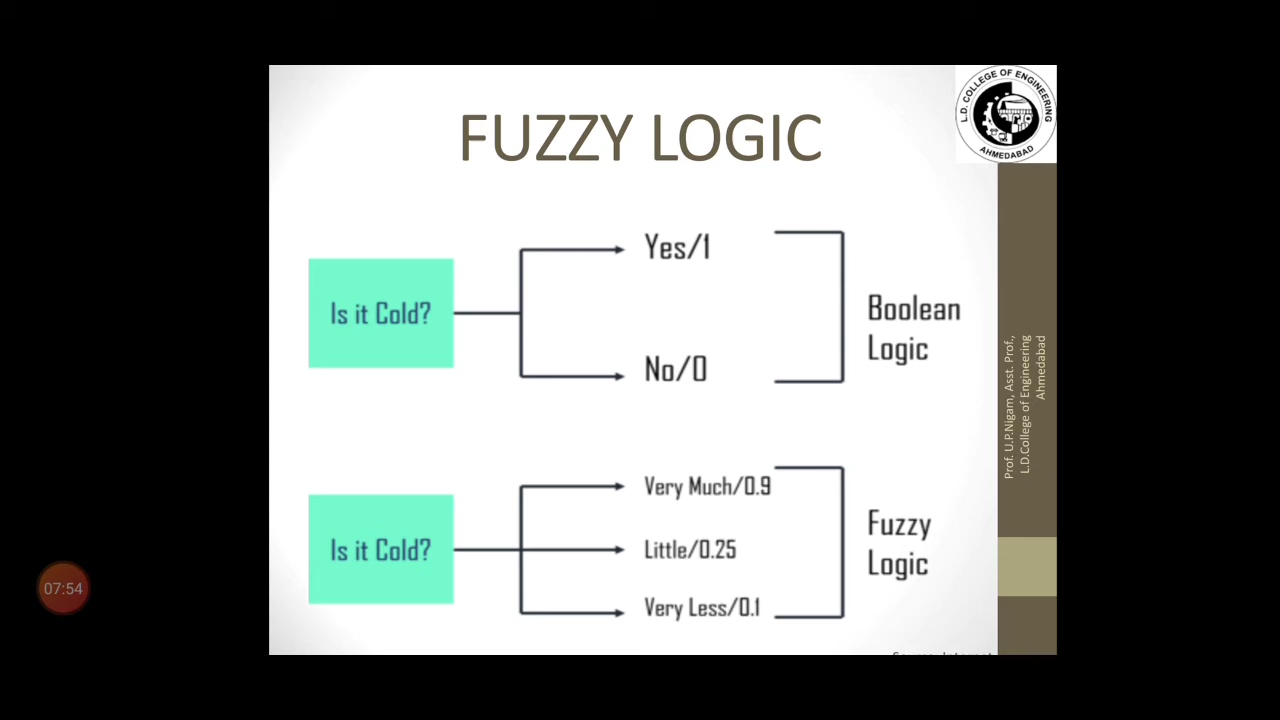 L.D. COLLEGE OF ENGINEERING
AHMEDABAD
FUZZY LOGIC
Is it Cold?
Yes/1
No/0
Boolean
Logic
Is it Cold?
Very Much/0.9
Little/0.25
Very Less/0.1
Fuzzy
Logic
Prof. U.P.Nigam, Asst. Prof.,
L.D.College of Engineering
Ahmedabad
07:54